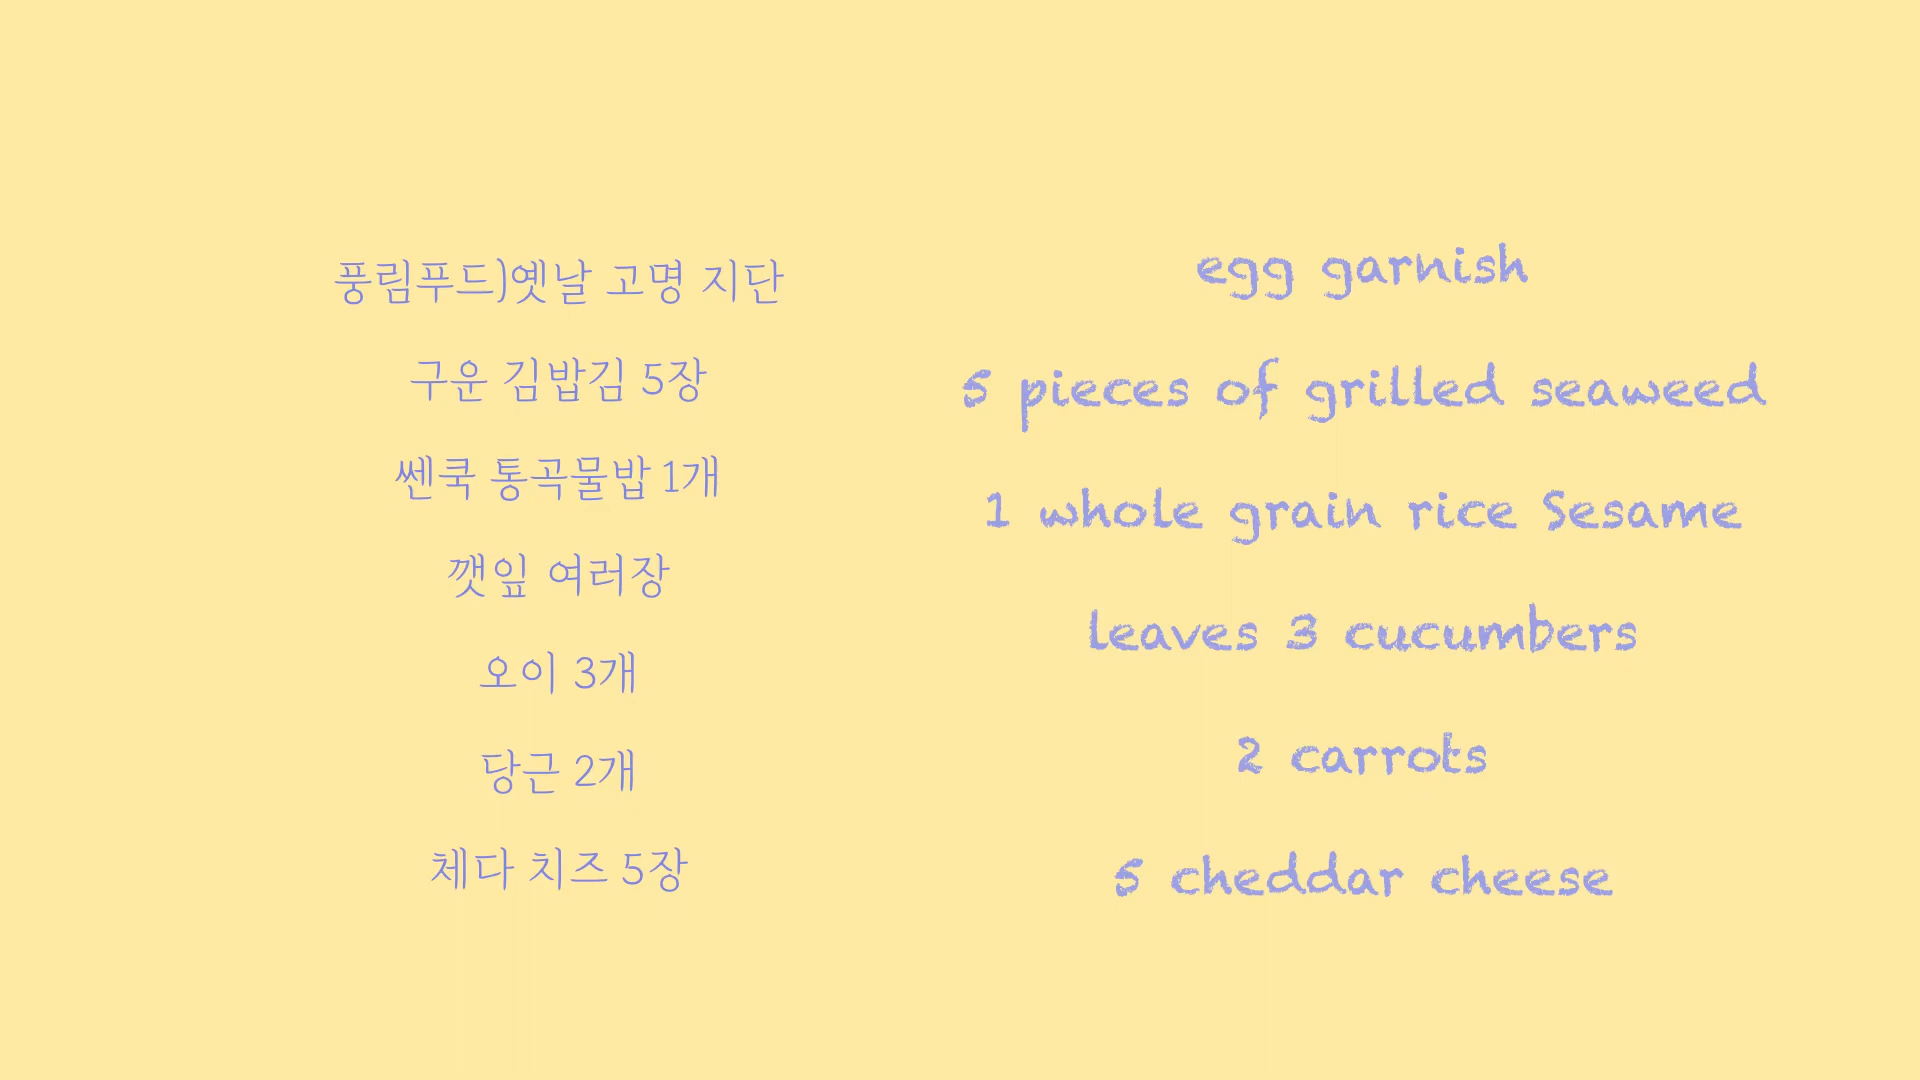 풍림푸드)옛날 고명 지단
구운 김밥김 5장
쎈쿡 통곡물밥 1개
깻잎 여러장
오이 3개
당근 2개
체다 치즈 5장
egg garnish
5 pieces of grilled seaweed
1 whole grain rice Sesame
leaves 3 cucumbers
2 carrots
5 cheddar cheese